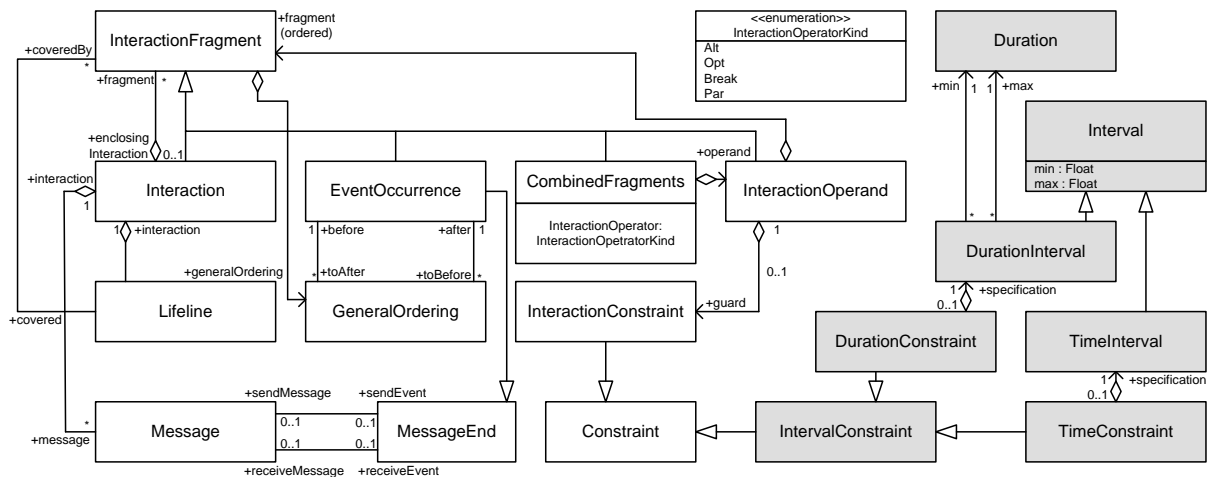 +fragment
(ordered)
<<enumeration>>
InteractionOperatorKind
Alt
Opt
Break
Par
InteractionFragment
Duration
+coveredBy
*
+fragment
*
+min
1
1
+max
Interval
min : Float
max : Float
+enclosing
Interaction
0..1
+operand
+interaction
1
Interaction
EventOccurrence
CombinedFragments
InteractionOperator:
InteractionOpetratorKind
InteractionOperand
1
+interaction
1
+before
+after
1
1
*
*
DurationInterval
+generalOrdering
*
+toAfter
+toBefore
*
0..1
1
+specification
0..1
Lifeline
GeneralOrdering
InteractionConstraint
+guard
+covered
DurationConstraint
TimeInterval
1
+specification
0..1
+sendMessage
+sendEvent
0..1
0..1
*
+message
Message
MessageEnd
Constraint
IntervalConstraint
TimeConstraint
0..1
0..1
+receiveMessage
+receiveEvent